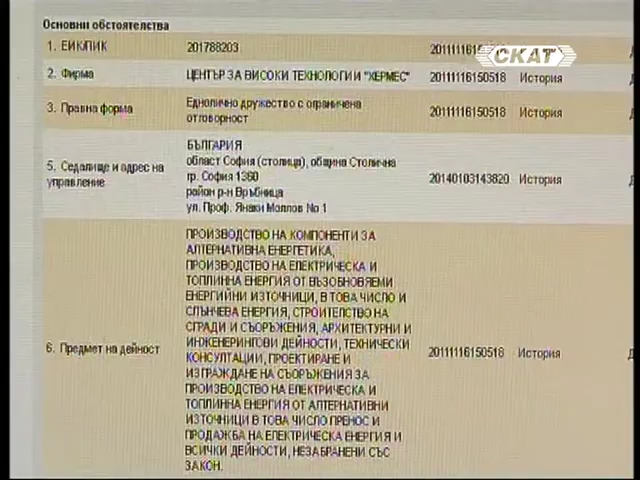 Основни обстоятелства
1. ЕИК/ПИК 201788203 20111116150518
СКАТ
2. Фирма ЦЕНТЪР ЗА ВИСОКИ ТЕХНОЛОГИИ "ХЕРМЕС" 20111116150518 История
3. Правна форма Еднолично дружество с ограничена отговорност 20111116150518 История
5. Седалище и адрес на управление
БЪЛГАРИЯ
област София (столица), община Столична
гр. София 1360
район р-н Връбница
ул. Проф. Янаки Моллов No 1
20140103143820 История
6. Предмет на дейност
ПРОИЗВОДСТВО НА КОМПОНЕНТИ ЗА
АЛТЕРНАТИВНА ЕНЕРГЕТИКА,
ПРОИЗВОДСТВО НА ЕЛЕКТРИЧЕСКА И
ТОПЛИННА ЕНЕРГИЯ ОТ ВЪЗОБНОВЯЕМИ
ЕНЕРГИЙНИ ИЗТОЧНИЦИ, В ТОВА ЧИСЛО И
СЛЪНЧЕВА ЕНЕРГИЯ, СТРОИТЕЛСТВО НА
СГРАДИ И СЪОРЪЖЕНИЯ, АРХИТЕКТУРНИ И
ИНЖЕНЕРИНГОВИ ДЕЙНОСТИ, ТЕХНИЧЕСКИ
КОНСУЛТАЦИИ, ПРОЕКТИРАНЕ И
ИЗГРАЖДАНЕ НА СЪОРЪЖЕНИЯ ЗА
ПРОИЗВОДСТВО НА ЕЛЕКТРИЧЕСКА И
ТОПЛИННА ЕНЕРГИЯ ОТ АЛТЕРНАТИВНИ
ИЗТОЧНИЦИ В ТОВА ЧИСЛО ПРЕНОС И
ПРОДАЖБА НА ЕЛЕКТРИЧЕСКА ЕНЕРГИЯ И
ВСИЧКИ ДЕЙНОСТИ, НЕЗАБРАНЕНИ СЪС
ЗАКОН.
20111116150518 История